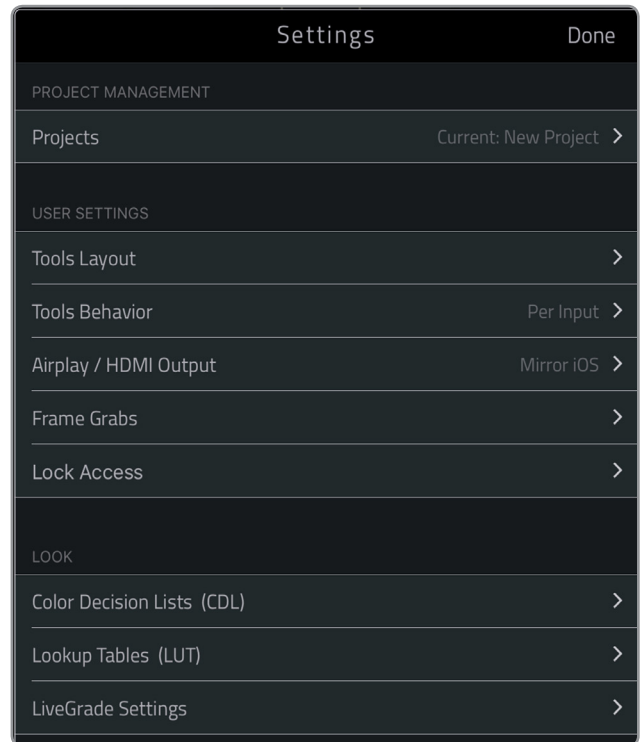 Settings Done
PROJECT MANAGEMENT
Projects Current: New Project
USER SETTINGS
Tools Layout
Tools Behavior Per Input
Airplay / HDMI Output Mirror iOS
Frame Grabs
Lock Access
LOOK
Color Decision Lists (CDL)
Lookup Tables (LUT)
LiveGrade Settings